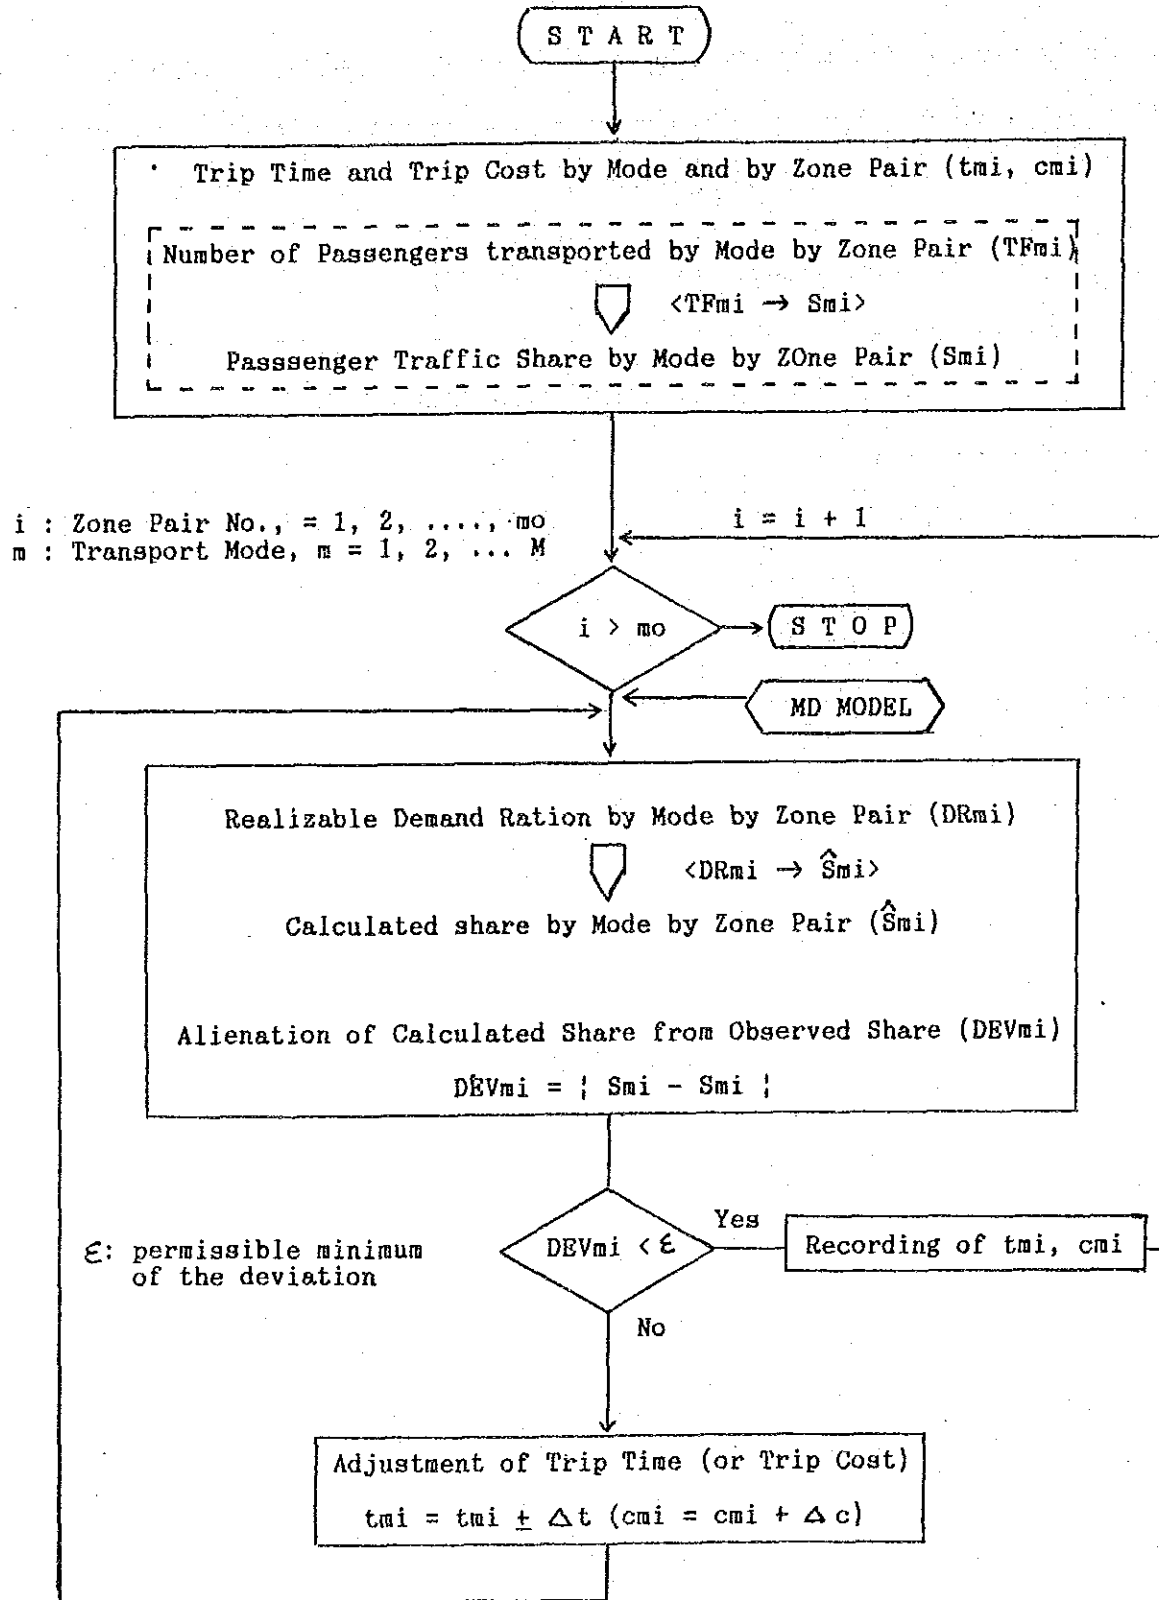 S T A R T
Trip Time and Trip Cost by Mode and by Zone Pair (tmi, cmi)
Number of Passengers transported by Mode by Zone Pair (TFmi)
<TFmi → Smi>
Passsenger Traffic Share by Mode by ZOne Pair (Smi)
i : Zone Pair No., = 1, 2, ...., mo
m : Transport Mode, m = 1, 2, ... M
i = i + 1
i > mo
S T O P
MD MODEL
Realizable Demand Ration by Mode by Zone Pair (DRmi)
<DRmi → Ŝmi>
Calculated share by Mode by Zone Pair (Ŝmi)
Alienation of Calculated Share from Observed Share (DEVmi)
DEVmi = ¦ Smi - Smi ¦
DEVmi < ε
Yes
Recording of tmi, cmi
ε: permissible minimum
of the deviation
No
Adjustment of Trip Time (or Trip Cost)
tmi = tmi ± Δt (cmi = cmi + Δc)